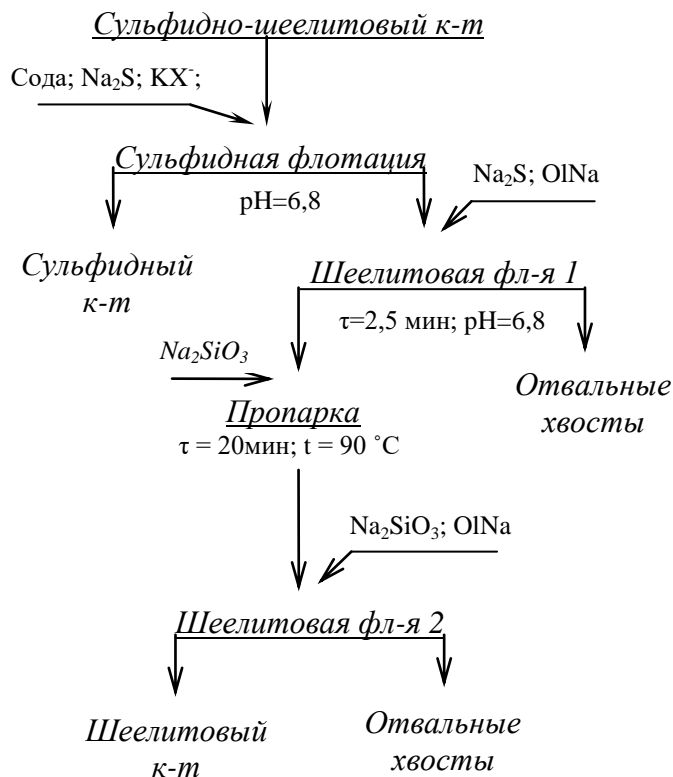 Сульфидно-шеелитовый к-т
Сода; Na₂S; KX⁻;
Сульфидная флотация
Na₂S; OlNa
pH=6,8
Сульфидный
к-т
Шеелитовая фл-я 1
τ=2,5 мин; pH=6,8
Na₂SiO₃
Отвальные
хвосты
Пропарка
τ = 20мин; t = 90 ˚C
Na₂SiO₃; OlNa
Шеелитовая фл-я 2
Шеелитовый
к-т
Отвальные
хвосты